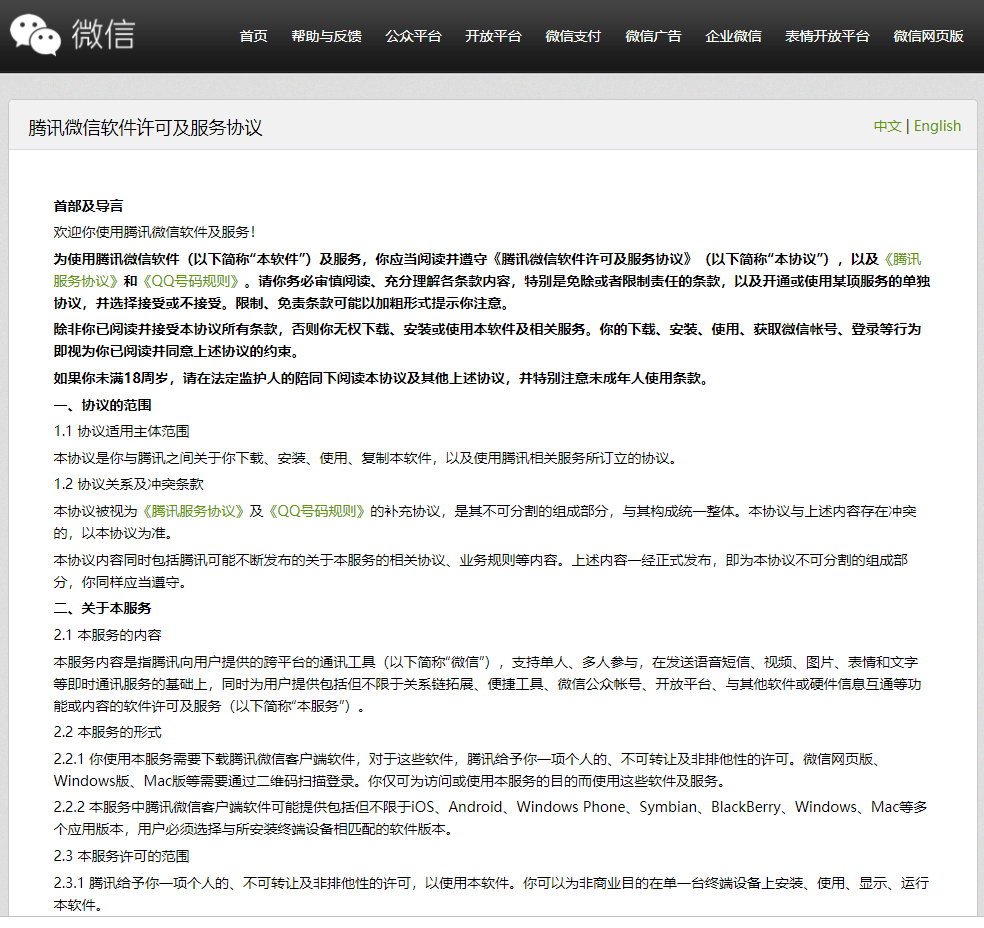 微信
首页 帮助与反馈 公众平台 开放平台 微信支付 微信广告 企业微信 表情开放平台 微信网页版
腾讯微信软件许可及服务协议
中文 | English
首部及导言
欢迎你使用腾讯微信软件及服务！
为使用腾讯微信软件（以下简称“本软件”）及服务，你应当阅读并遵守《腾讯微信软件许可及服务协议》（以下简称“本协议”），以及《腾讯
服务协议》和《QQ号码规则》。请你务必审慎阅读、充分理解各条款内容，特别是免除或者限制责任的条款，以及开通或使用某项服务的单独
协议，并选择接受或不接受。限制、免责条款可能以加粗形式提示你注意。
除非你已阅读并接受本协议所有条款，否则你无权下载、安装或使用本软件及相关服务。你的下载、安装、使用、获取微信帐号、登录等行为
即视为你已阅读并同意上述协议的约束。
如果你未满18周岁，请在法定监护人的陪同下阅读本协议及其他上述协议，并特别注意未成年人使用条款。
一、协议的范围
1.1 协议适用主体范围
本协议是你与腾讯之间关于你下载、安装、使用、复制本软件，以及使用腾讯相关服务所订立的协议。
1.2 协议关系及冲突条款
本协议被视为《腾讯服务协议》及《QQ号码规则》的补充协议，是其不可分割的组成部分，与其构成统一整体。本协议与上述内容存在冲突
的，以本协议为准。
本协议内容同时包括腾讯可能不断发布的关于本服务的相关协议、业务规则等内容。上述内容一经正式发布，即为本协议不可分割的组成部
分，你同样应当遵守。
二、关于本服务
2.1 本服务的内容
本服务内容是指腾讯向用户提供的跨平台的通讯工具（以下简称“微信”），支持单人、多人参与，在发送语音短信、视频、图片、表情和文字
等即时通讯服务的基础上，同时为用户提供包括但不限于关系链拓展、便捷工具、微信公众帐号、开放平台、与其他软件或硬件信息互通等功
能或内容的软件许可及服务（以下简称“本服务”）。
2.2 本服务的形式
2.2.1 你使用本服务需要下载腾讯微信客户端软件，对于这些软件，腾讯给予你一项个人的、不可转让及非排他性的许可。微信网页版、
Windows版、Mac版等需要通过二维码扫描登录。你仅可为访问或使用本服务的目的而使用这些软件及服务。
2.2.2 本服务中腾讯微信客户端软件可能提供包括但不限于iOS、Android、Windows Phone、Symbian、BlackBerry、Windows、Mac等多
个应用版本，用户必须选择与所安装终端设备相匹配的软件版本。
2.3 本服务许可的范围
2.3.1 腾讯给予你一项个人的、不可转让及非排他性的许可，以使用本软件。你可以为非商业目的在单一台终端设备上安装、使用、显示、运行
本软件。